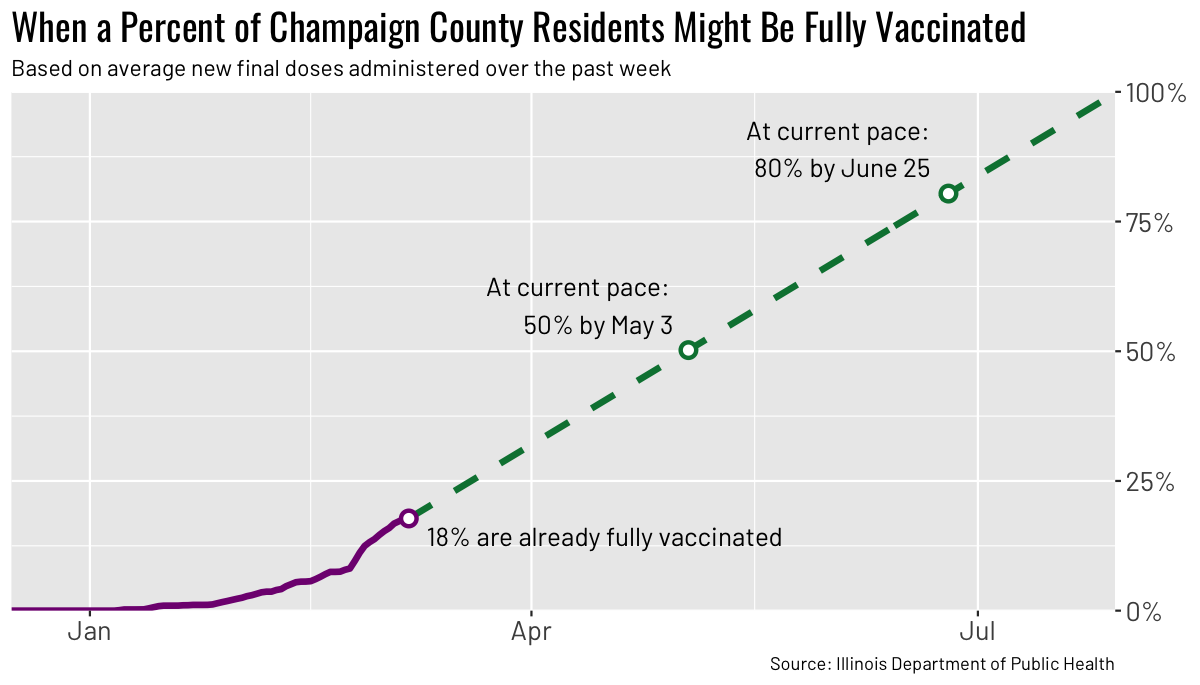 When a Percent of Champaign County Residents Might Be Fully Vaccinated
Based on average new final doses administered over the past week
100%
At current pace:
80% by June 25
75%
At current pace:
50% by May 3
50%
25%
18% are already fully vaccinated
0%
Jan Apr Jul
Source: Illinois Department of Public Health